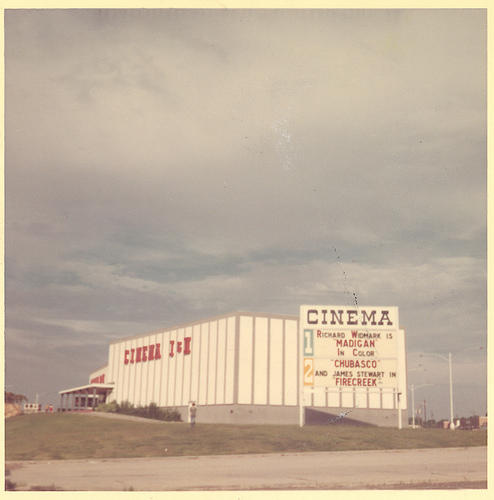 CINEMA
1
RICHARD WIDMARK IS
"MADIGAN"
IN COLOR
2
"CHUBASCO"
AND JAMES STEWART IN
"FIRECREEK"
CINEMA I & II